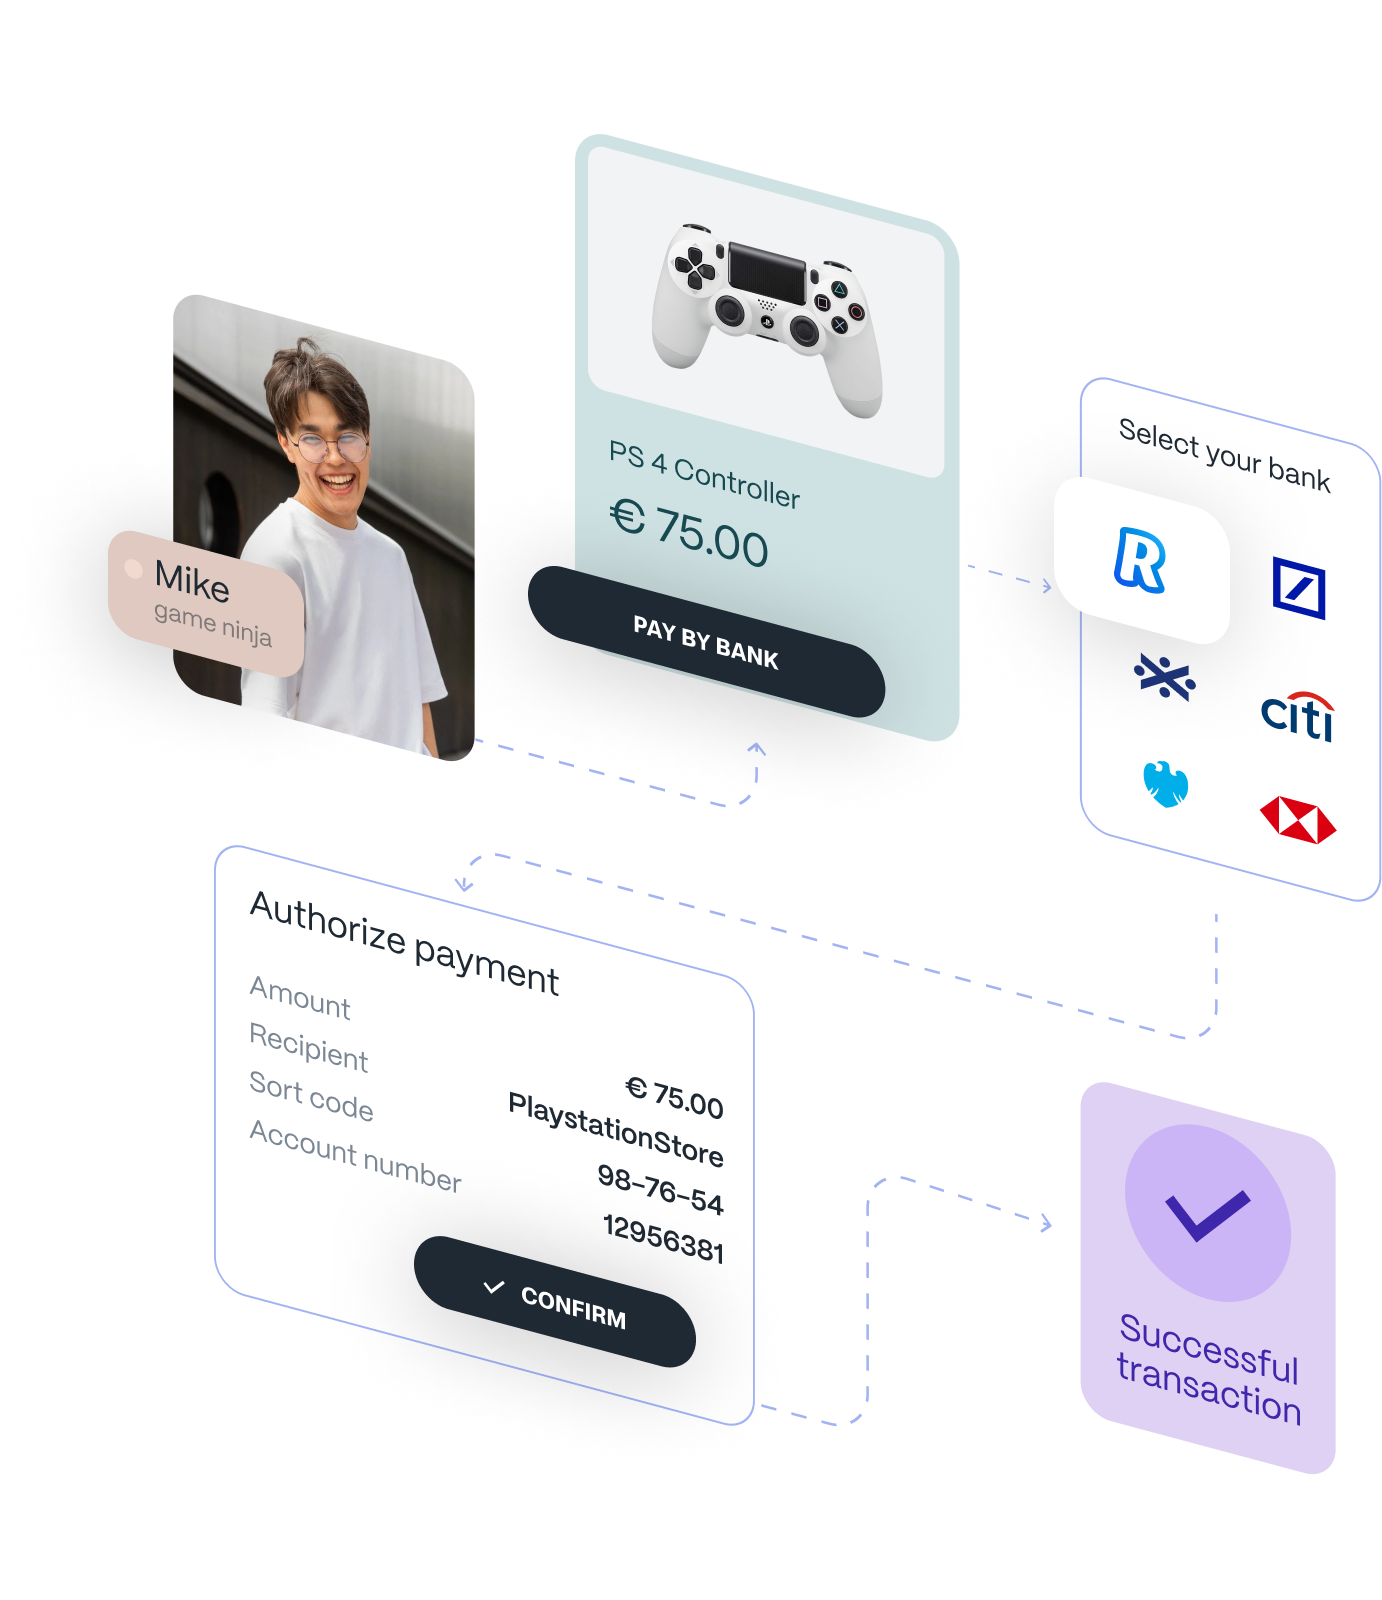 Mike
game ninja
PS 4 Controller
€ 75.00
PAY BY BANK
Select your bank
R
citi
Authorize payment
Amount
€ 75.00
Recipient
PlaystationStore
Sort code
98-76-54
Account number
12956381
CONFIRM
Successful
transaction